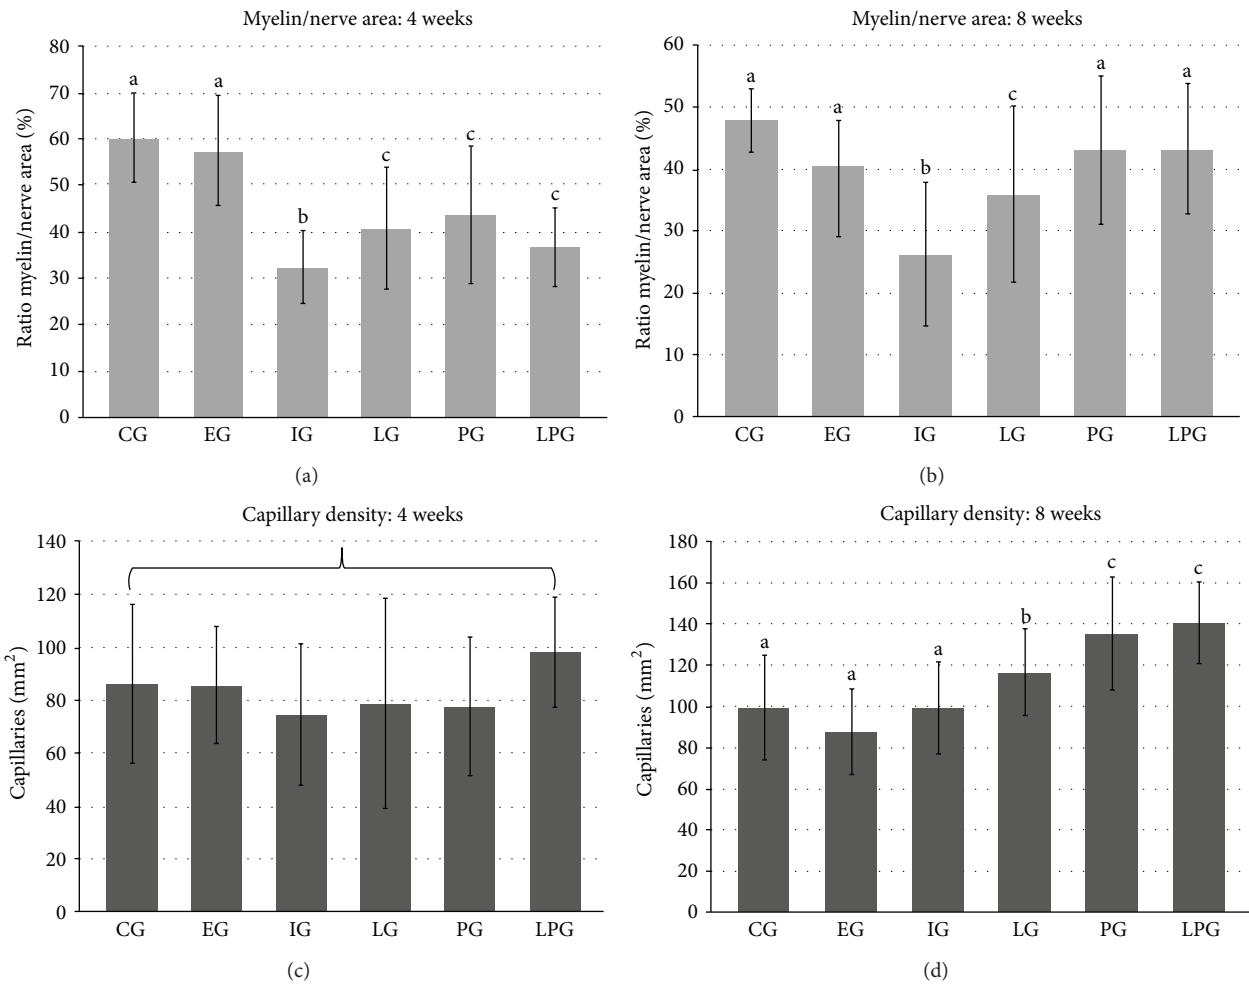 Myelin/nerve area: 4 weeks
Ratio myelin/nerve area (%)
80
70
60
50
40
30
20
10
0
a
a
b
c
c
c
CG EG IG LG PG LPG
(a)
Myelin/nerve area: 8 weeks
Ratio myelin/nerve area (%)
60
50
40
30
20
10
0
a
a
b
c
a
a
CG EG IG LG PG LPG
(b)
Capillary density: 4 weeks
Capillaries (mm²)
140
120
100
80
60
40
20
0
CG EG IG LG PG LPG
(c)
Capillary density: 8 weeks
Capillaries (mm²)
180
160
140
120
100
80
60
40
20
0
a
a
a
b
c
c
CG EG IG LG PG LPG
(d)